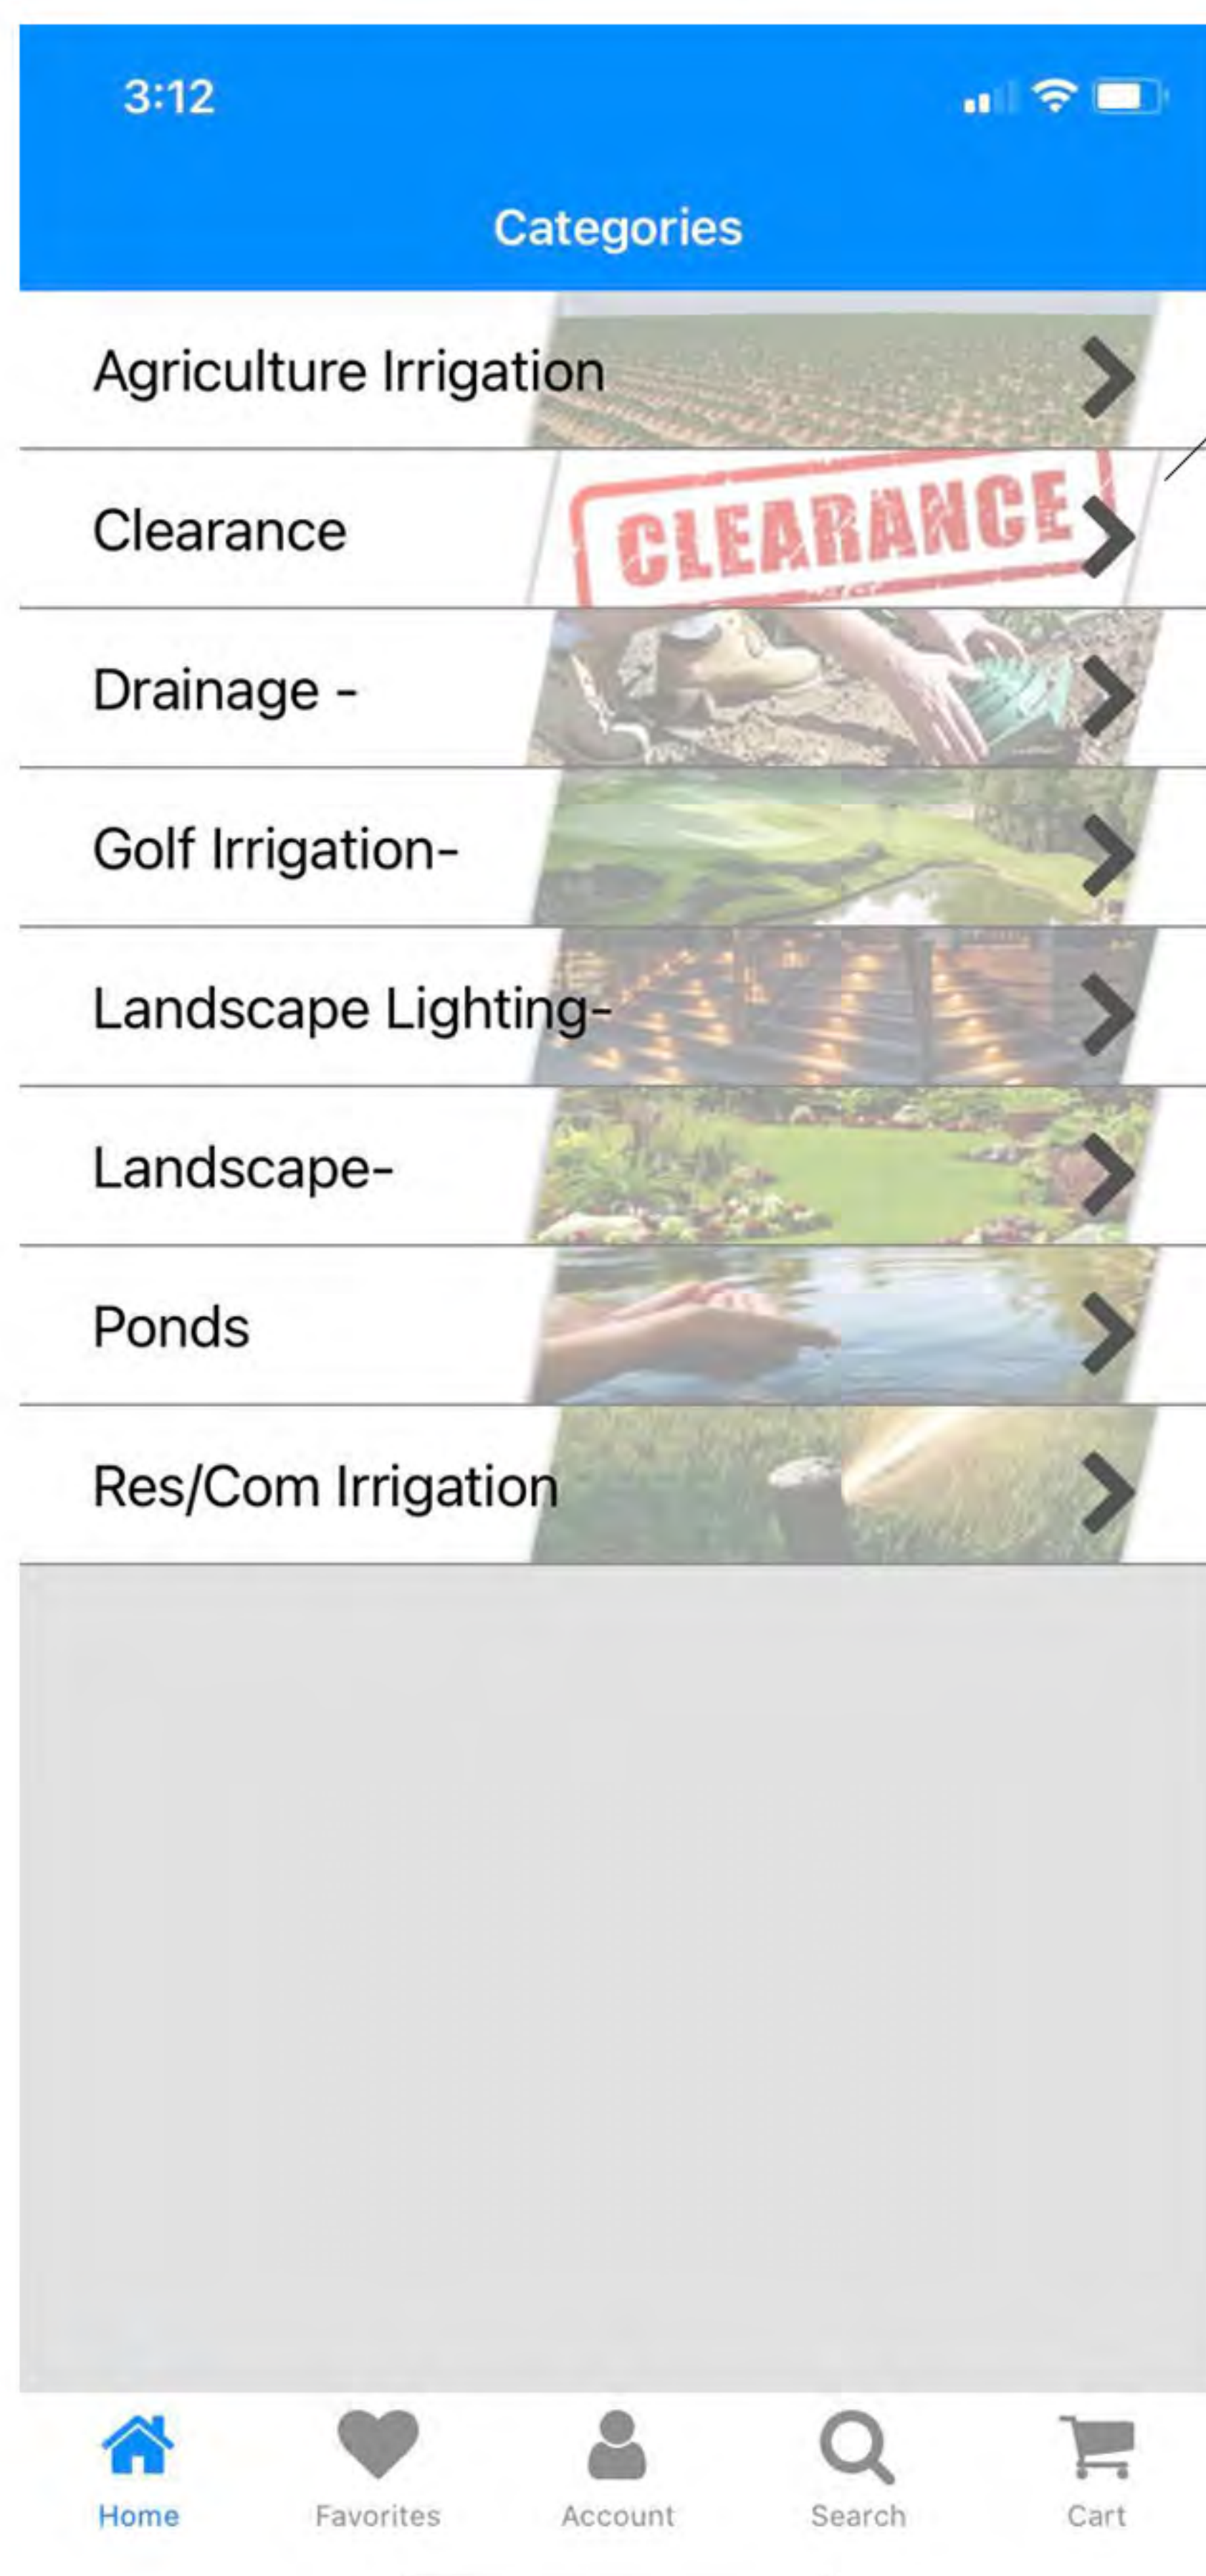 3:12
Categories
Agriculture Irrigation
Clearance
CLEARANCE
Drainage -
Golf Irrigation-
Landscape Lighting-
Landscape-
Ponds
Res/Com Irrigation
Home Favorites Account Search Cart